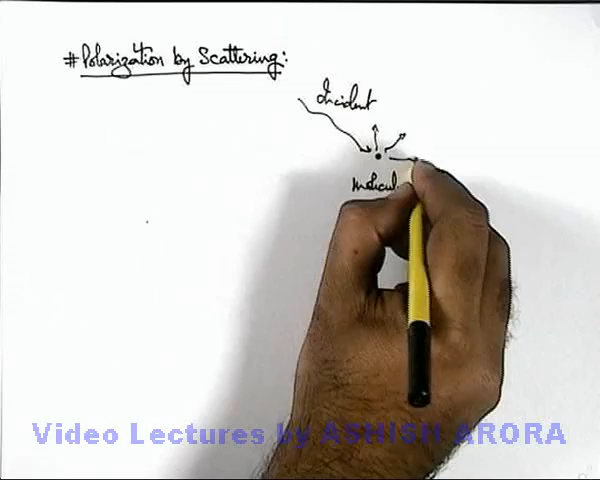 # Polarization by Scattering:
Incident
Video Lectures by ASHISH ARORA